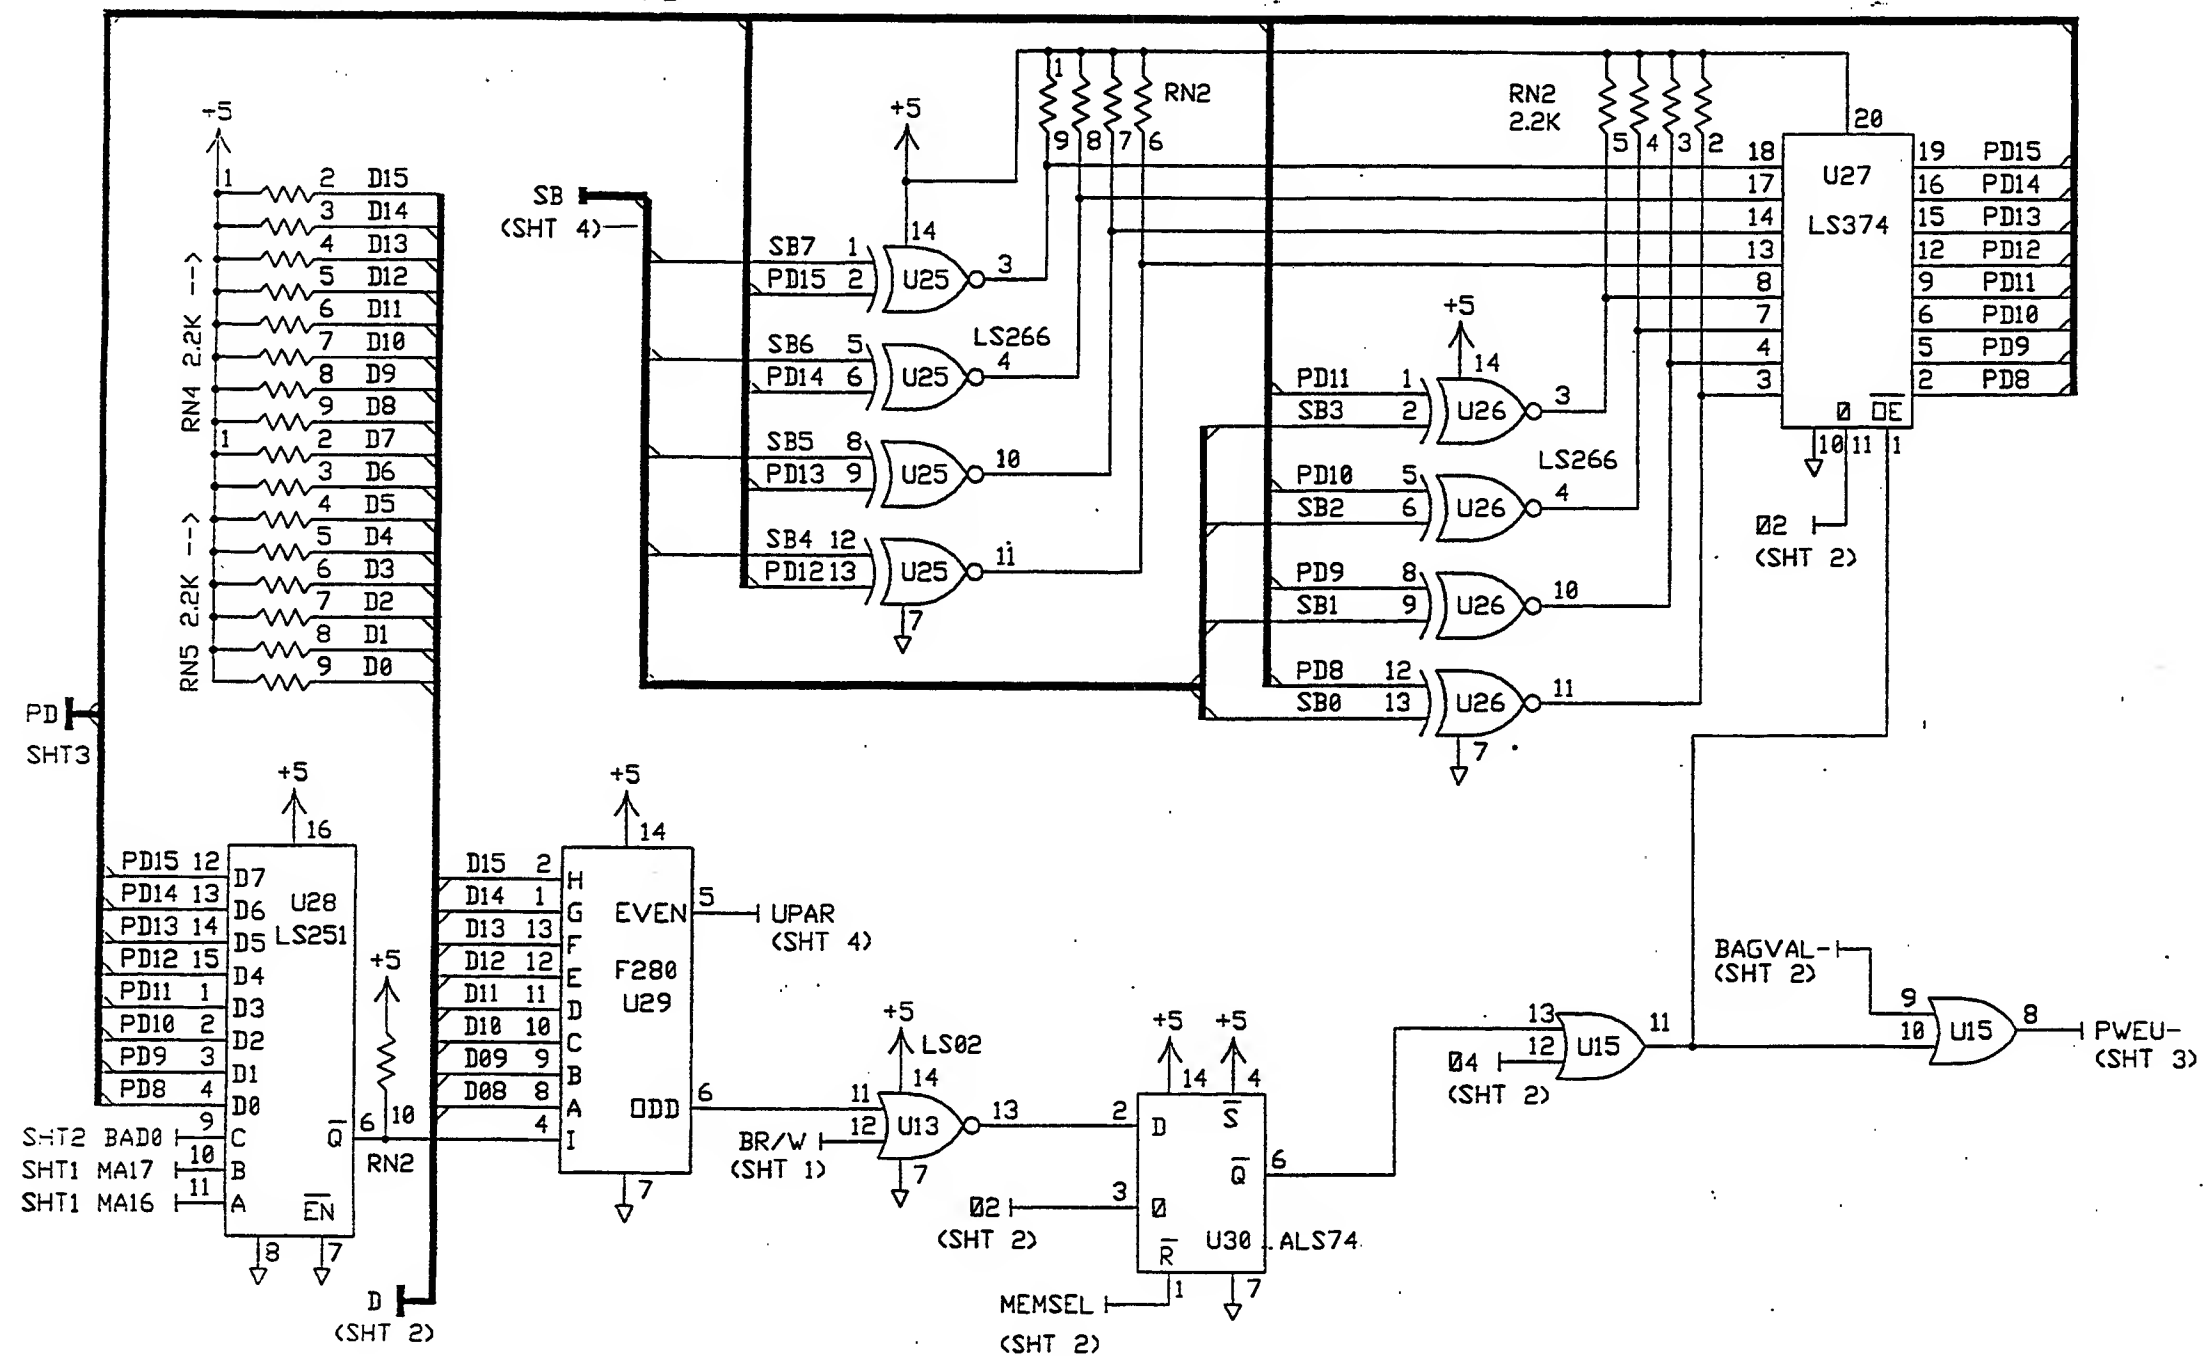 +5
1
2 D15
3 D14
4 D13
5 D12
6 D11
7 D10
8 D9
9 D8
RN4 2.2K -->
1
2 D7
3 D6
4 D5
5 D4
6 D3
7 D2
8 D1
9 D0
RN5 2.2K -->
SB
(SHT 4)
+5
14
SB7 1
PD15 2
U25
3
SB6 5
PD14 6
U25
LS266
4
SB5 8
PD13 9
U25
10
SB4 12
PD12 13
U25
11
7
1
RN2
9 8 7 6
RN2
2.2K
5 4 3 2
20
U27
LS374
18
17
14
13
8
7
4
3
19 PD15
16 PD14
15 PD13
12 PD12
9 PD11
6 PD10
5 PD9
2 PD8
Ø OE
10 11 1
Ø2
(SHT 2)
+5
14
PD11 1
SB3 2
U26
3
LS266
PD10 5
SB2 6
U26
4
PD9 8
SB1 9
U26
10
PD8 12
SB0 13
U26
11
7
PD
SHT3
+5
16
PD15 12 D7
PD14 13 D6
PD13 14 D5
PD12 15 D4
PD11 1 D3
PD10 2 D2
PD9 3 D1
PD8 4 D0
U28
LS251
SHT2 BAD0 9 C
SHT1 MA17 10 B
SHT1 MA16 11 A
Q
EN
6
8
7
+5
10
RN2
D
(SHT 2)
+5
14
D15 2 H
D14 1 G
D13 13 F
D12 12 E
D11 11 D
D10 10 C
D09 9 B
D08 8 A
4 I
EVEN
F280
U29
ODD
5
UPAR
(SHT 4)
6
7
+5
LS02
14
11
BR/W 12
(SHT 1)
U13
13
7
+5 +5
14 4
2 D
S
Q
6
3 Ø
Ø2
(SHT 2)
R
U30 ALS74
1
7
MEMSEL
(SHT 2)
13
Ø4 12
(SHT 2)
U15
11
BAGVAL-
(SHT 2)
9
10
U15
8
PWEU-
(SHT 3)